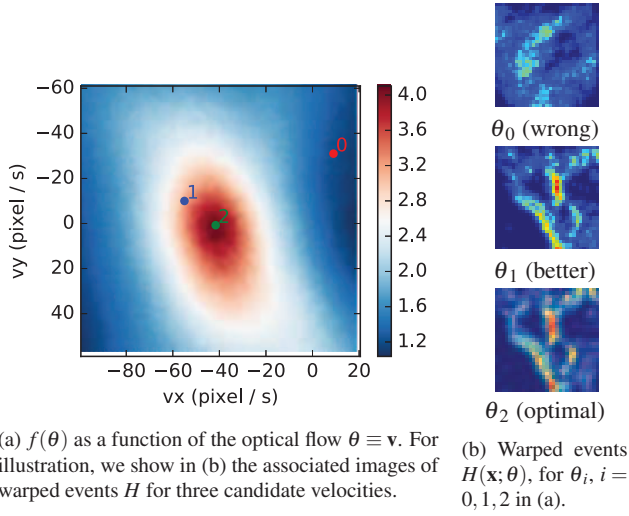 −60
−40
−20
0
20
40
vy (pixel / s)
−80
−60
−40
−20
0
vx (pixel / s)
0
1
2
4.0
3.6
3.2
2.8
2.4
2.0
1.6
1.2
θ0 (wrong)
θ1 (better)
θ2 (optimal)
(a) f(θ) as a function of the optical flow θ ≡ v. For
illustration, we show in (b) the associated images of
warped events H for three candidate velocities.
(b) Warped events
H(x;θ), for θi, i =
0,1,2 in (a).